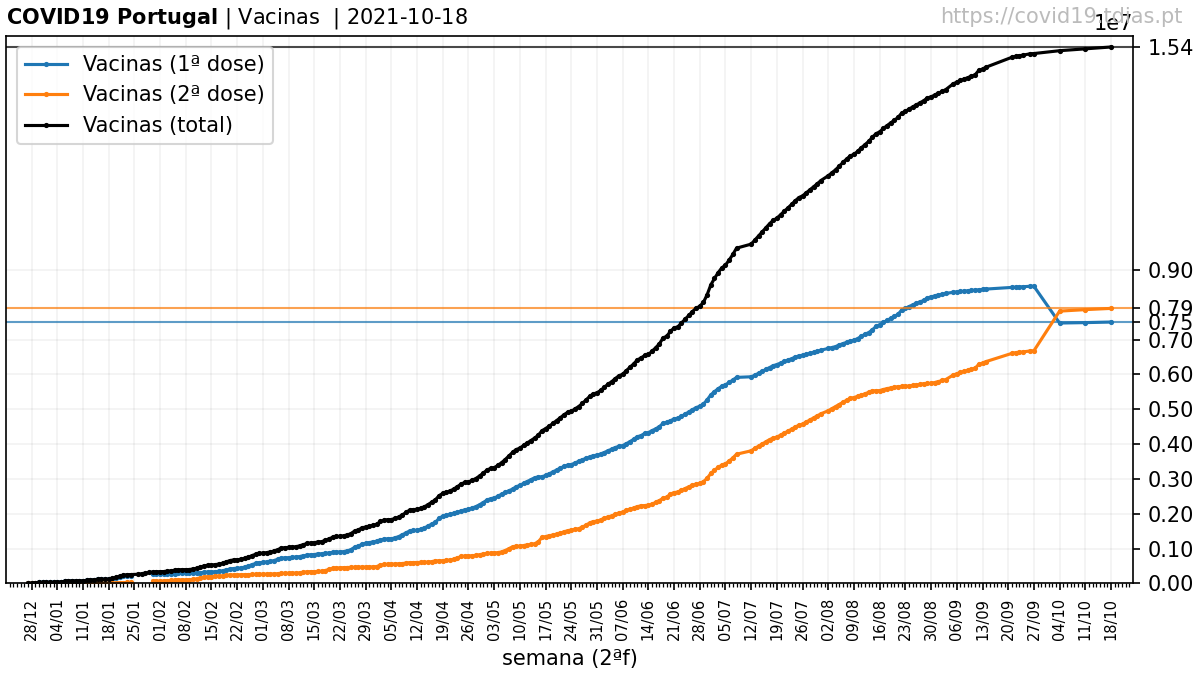 COVID19 Portugal | Vacinas | 2021-10-18
https://covid19.tdias.pt
1e7
Vacinas (1ª dose)
Vacinas (2ª dose)
Vacinas (total)
1.54
0.90
0.79
0.75
0.70
0.60
0.50
0.40
0.30
0.20
0.10
0.00
28/12 04/01 11/01 18/01 25/01 01/02 08/02 15/02 22/02 01/03 08/03 15/03 22/03 29/03 05/04 12/04 19/04 26/04 03/05 10/05 17/05 24/05 31/05 07/06 14/06 21/06 28/06 05/07 12/07 19/07 26/07 02/08 09/08 16/08 23/08 30/08 06/09 13/09 20/09 27/09 04/10 11/10 18/10
semana (2ªf)